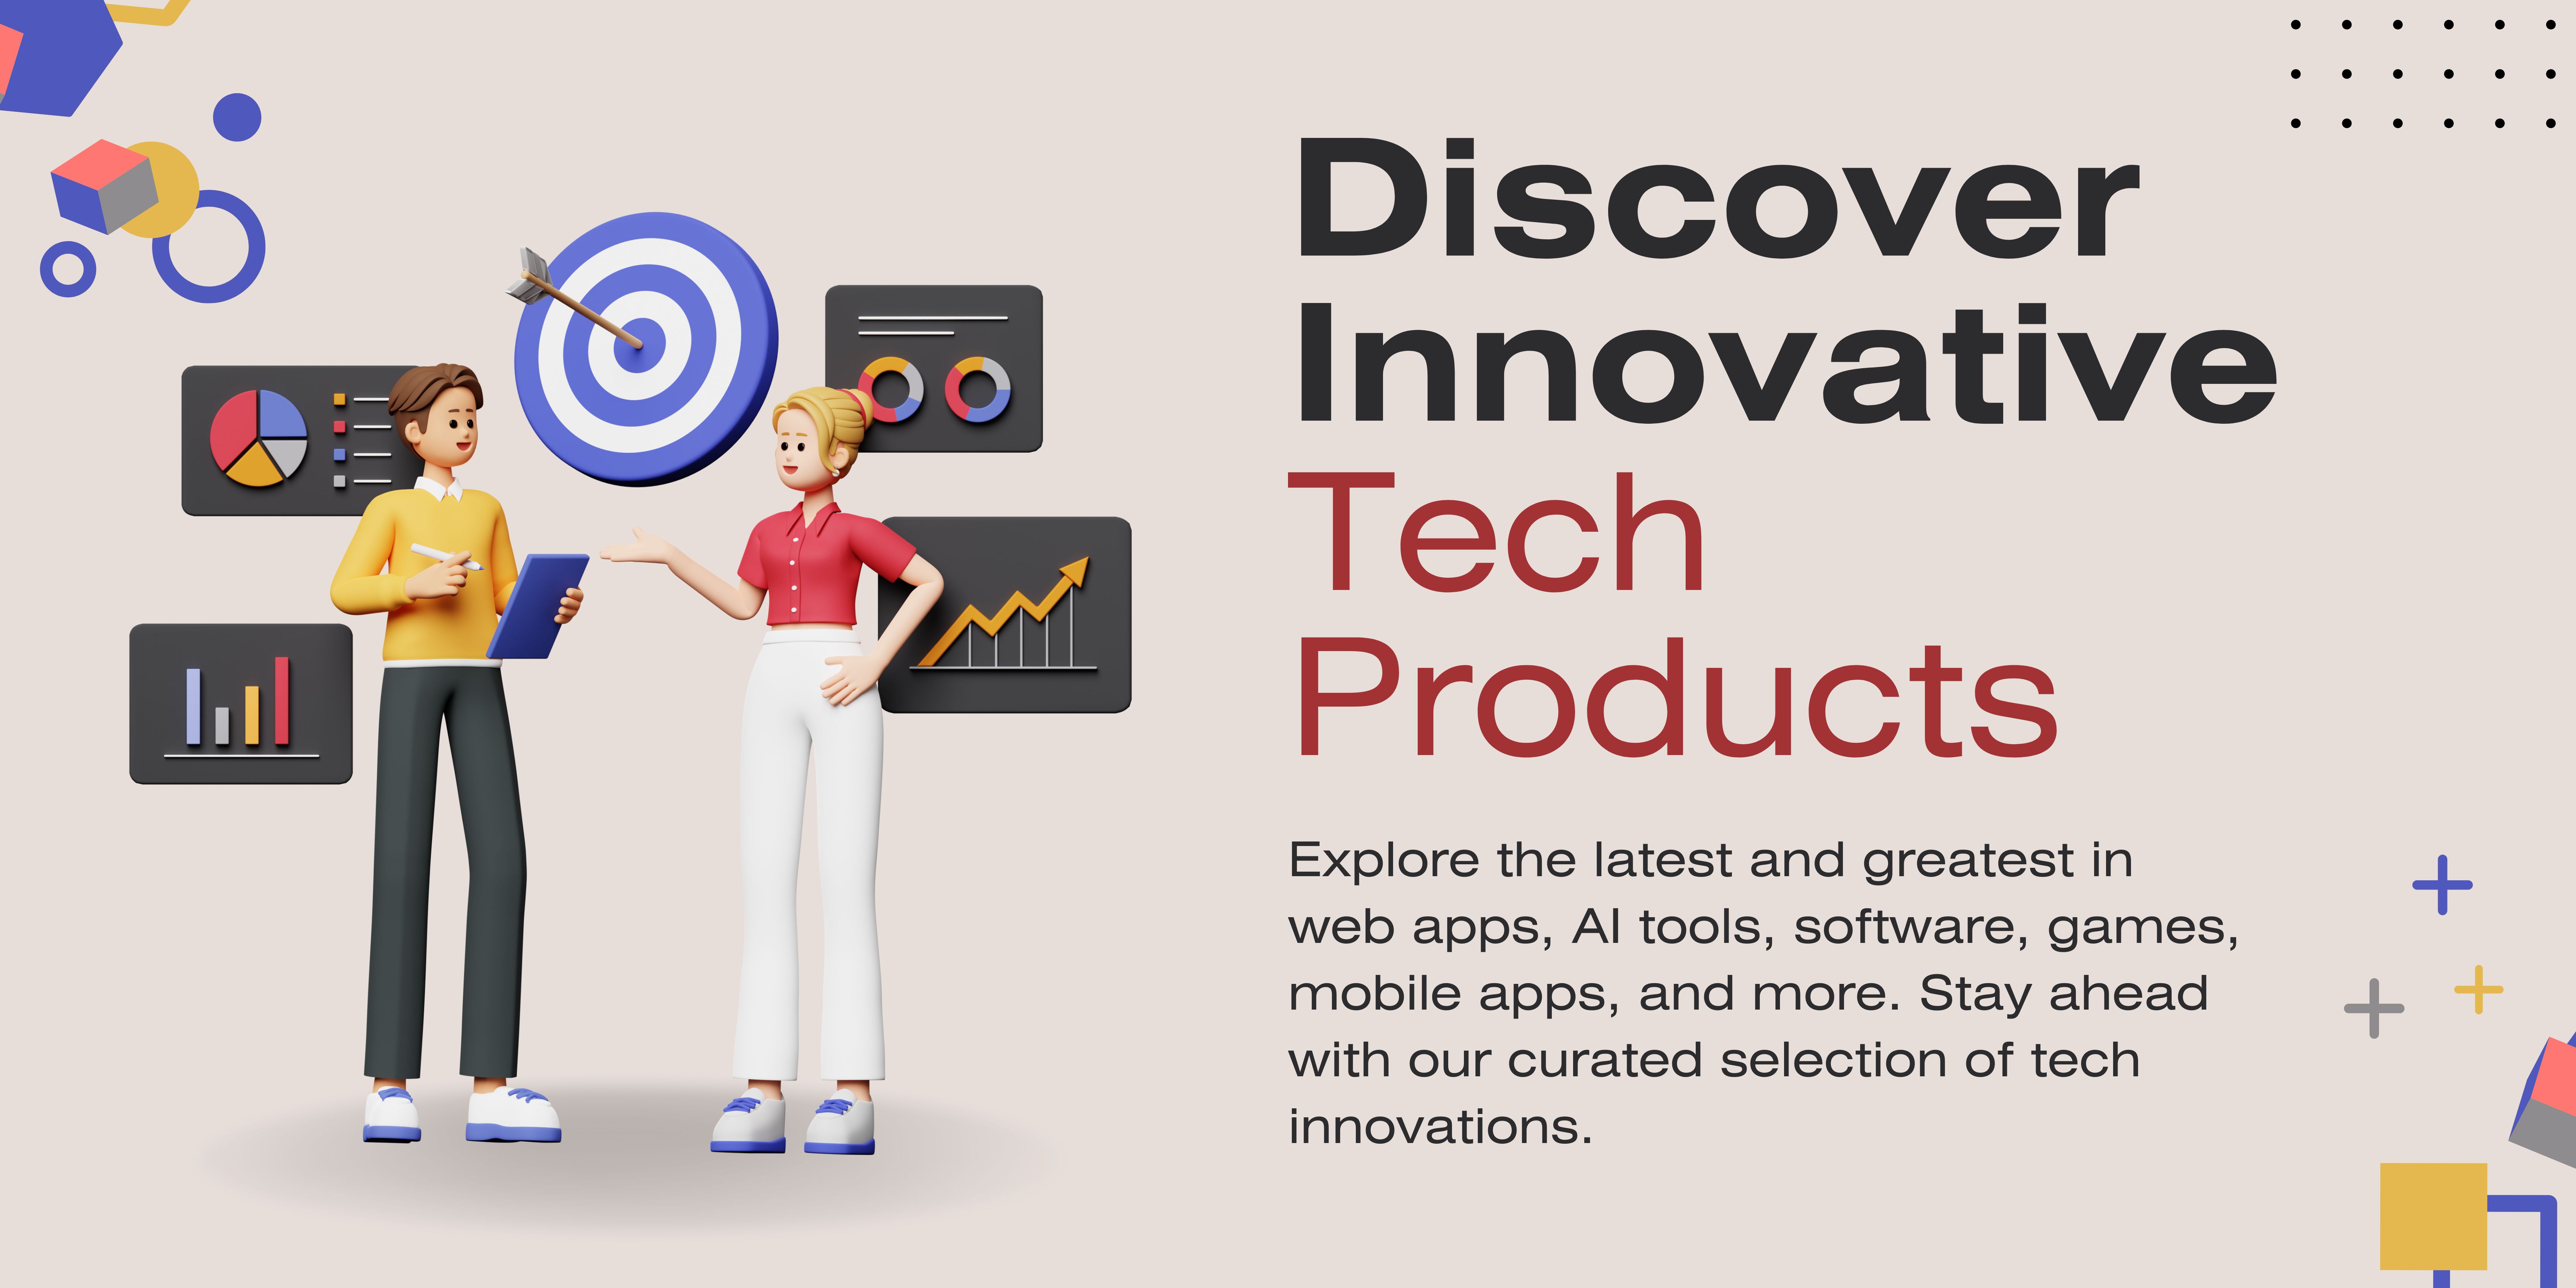 Discover
Innovative
Tech
Products
Explore the latest and greatest in
web apps, AI tools, software, games,
mobile apps, and more. Stay ahead
with our curated selection of tech
innovations.